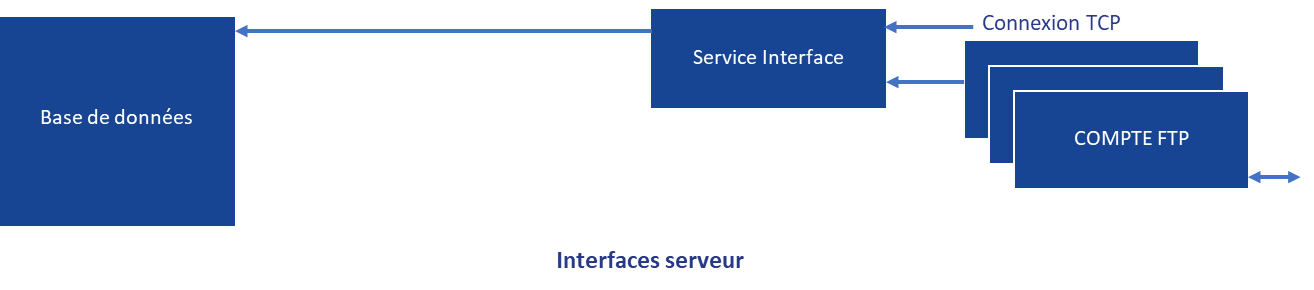 Connexion TCP
Service Interface
Base de données
COMPTE FTP
Interfaces serveur